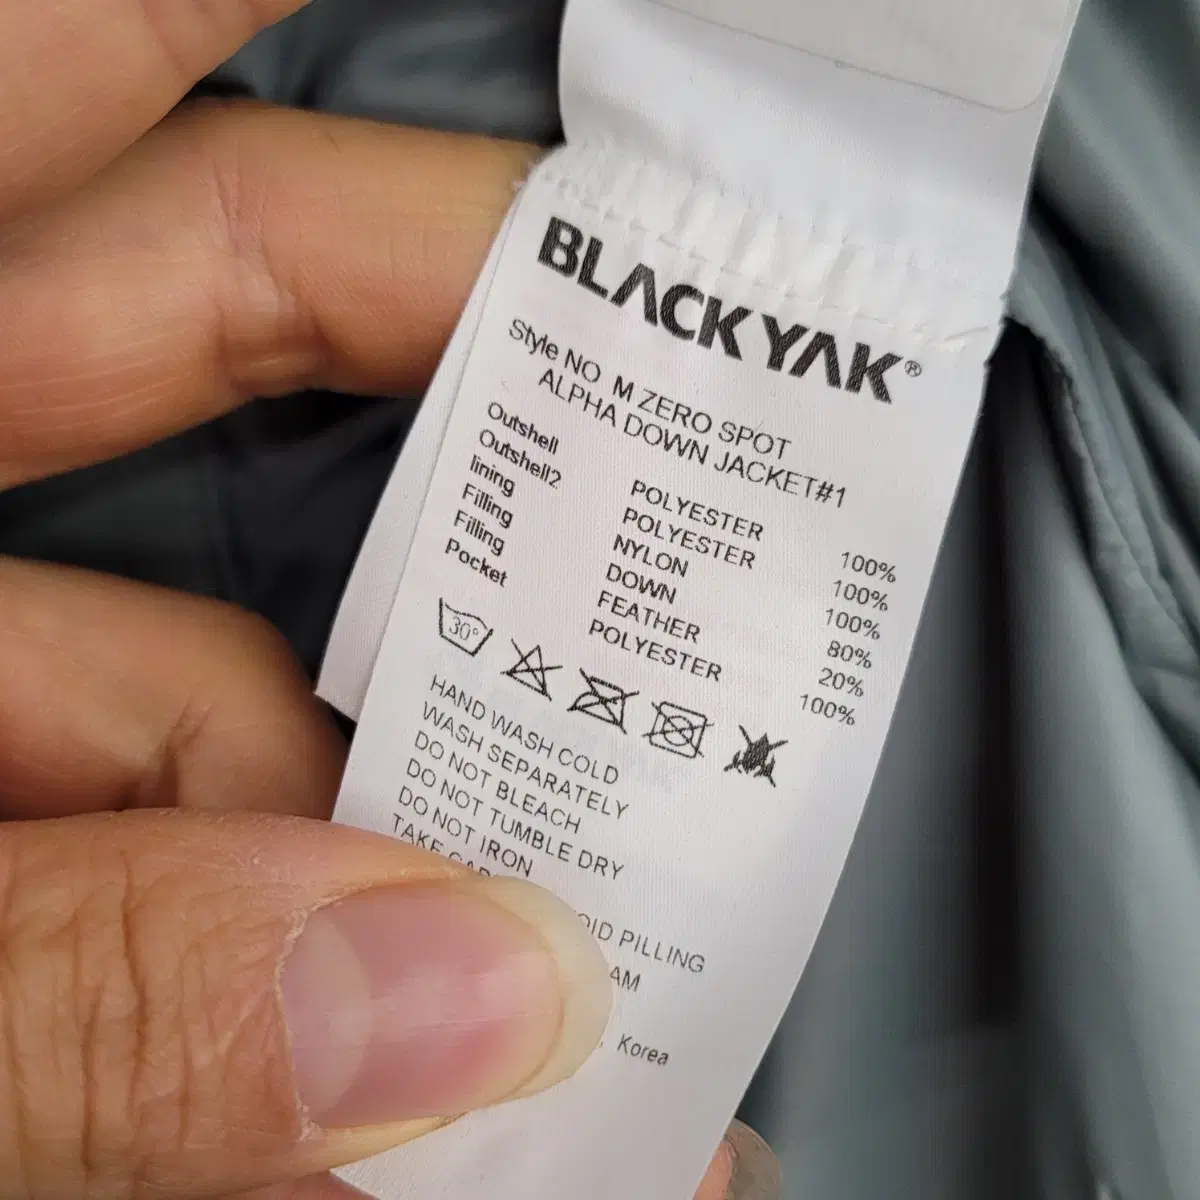 BLACKYAK®
Style NO M ZERO SPOT
ALPHA DOWN JACKET#1
Outshell POLYESTER 100%
Outshell2 POLYESTER 100%
lining NYLON 100%
Filling DOWN 80%
Filling FEATHER 20%
Pocket POLYESTER 100%
30°
HAND WASH COLD
WASH SEPARATELY
DO NOT BLEACH
DO NOT TUMBLE DRY
DO NOT IRON
TAKE PILLING
Korea